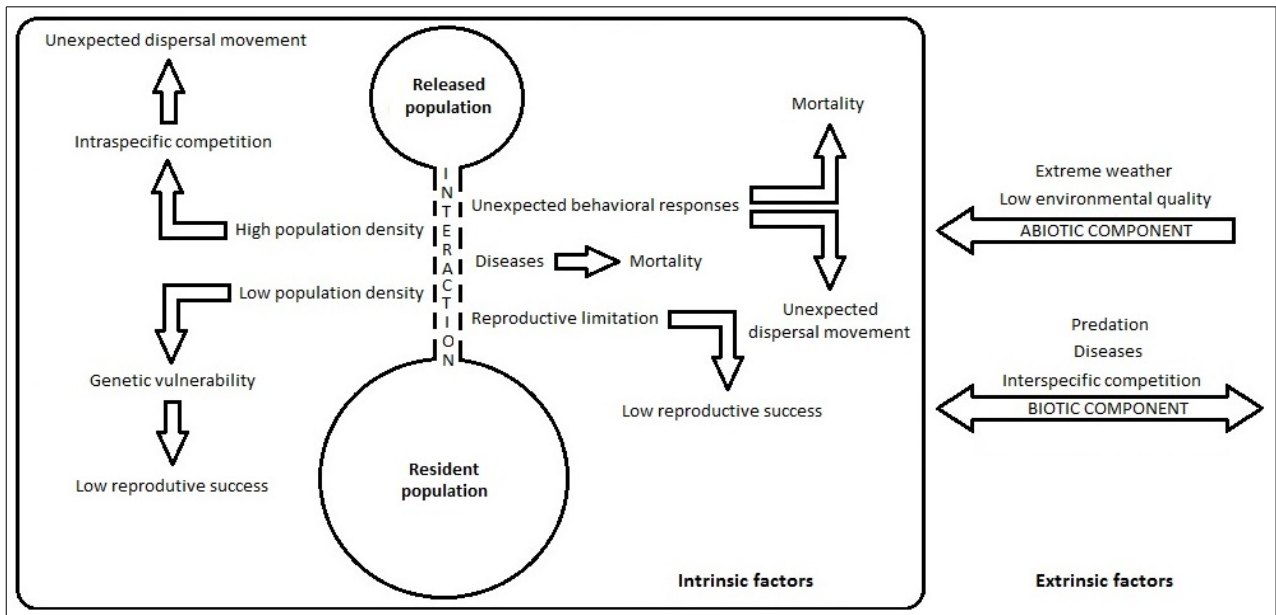 Unexpected dispersal movement
Intraspecific competition
High population density
Low population density
Genetic vulnerability
Low reprodutive success
Released
population
INTERACTION
Resident
population
Unexpected behavioral responses
Mortality
Unexpected
dispersal movement
Diseases
Mortality
Reproductive limitation
Low reproductive success
Intrinsic factors
Extreme weather
Low environmental quality
ABIOTIC COMPONENT
Predation
Diseases
Interspecific competition
BIOTIC COMPONENT
Extrinsic factors